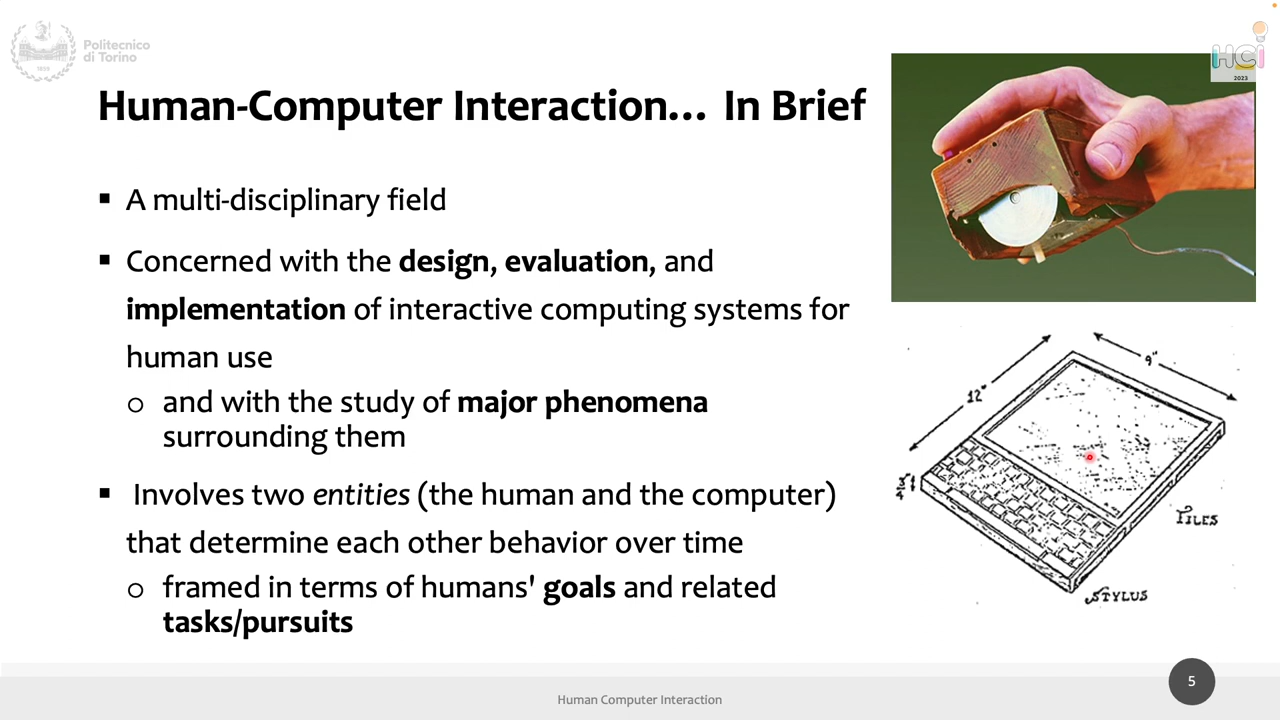 Politecnico
di Torino
1859
HCI
2023
Human-Computer Interaction... In Brief
▪ A multi-disciplinary field
▪ Concerned with the design, evaluation, and
implementation of interactive computing systems for
human use
o and with the study of major phenomena
surrounding them
▪ Involves two entities (the human and the computer)
that determine each other behavior over time
o framed in terms of humans' goals and related
tasks/pursuits
12"
9"
3/4"
FILES
STYLUS
Human Computer Interaction
5